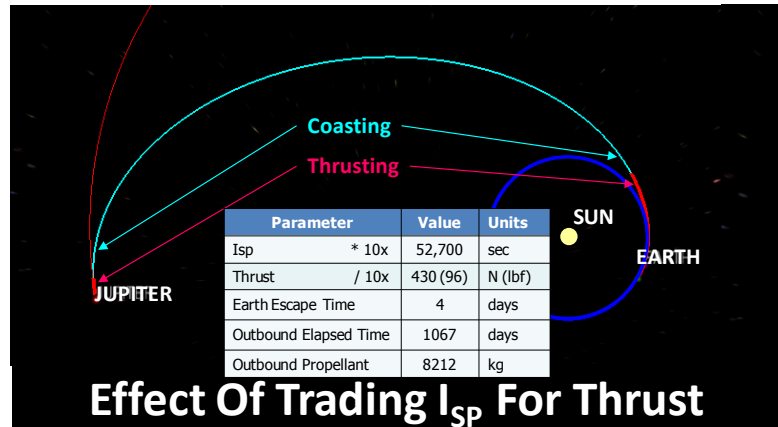 Coasting
Thrusting
SUN
EARTH
JUPITER
Parameter Value Units
Isp * 10x 52,700 sec
Thrust / 10x 430 (96) N (lbf)
Earth Escape Time 4 days
Outbound Elapsed Time 1067 days
Outbound Propellant 8212 kg
Effect Of Trading ISP For Thrust